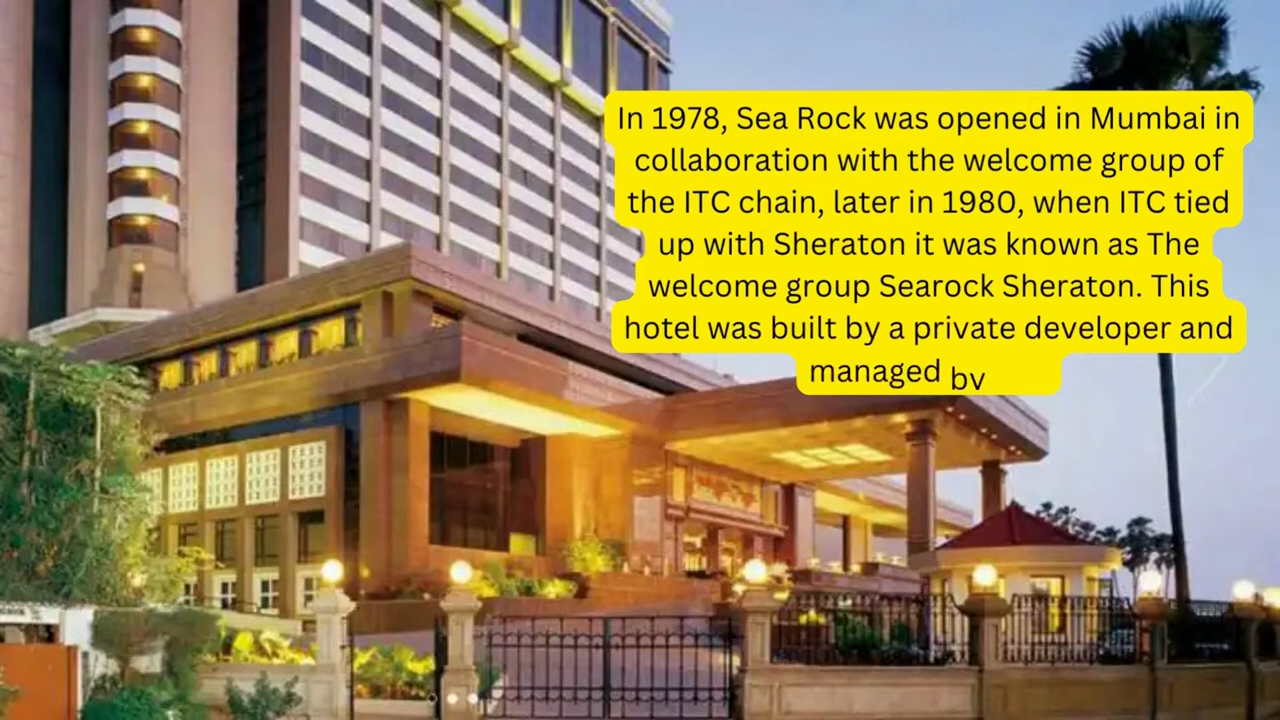 In 1978, Sea Rock was opened in Mumbai in
collaboration with the welcome group of
the ITC chain, later in 1980, when ITC tied
up with Sheraton it was known as The
welcome group Searock Sheraton. This
hotel was built by a private developer and
managed by